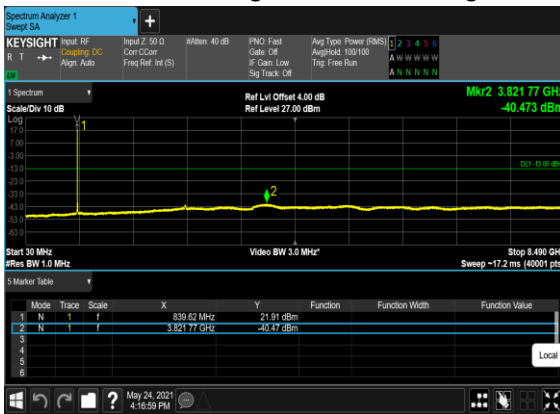 Spectrum Analyzer 1
Swept SA
KEYSIGHT Input: RF Input Z: 50 Ω #Atten: 40 dB PNO: Fast Avg Type: Power (RMS) 1 2 3 4 5 6
R T Coupling: DC Corr CCorr Gate: Off Avg|Hold: 100/100 A W W W W W
Align: Auto Freq Ref: Int (S) IF Gain: Low Trig: Free Run
LV Sig Track: Off A N N N N N
1 Spectrum Ref Lvl Offset 4.00 dB Mkr2 3.821 77 GHz
Scale/Div 10 dB Ref Level 27.00 dBm -40.473 dBm
Log
17.0 1
7.00
-3.00
-13.0 DL1 -13.00 dBm
-23.0
-33.0 2
-43.0
-53.0
-63.0
Start 30 MHz Video BW 3.0 MHz* Stop 8.490 GH
#Res BW 1.0 MHz Sweep ~17.2 ms (40001 pts
5 Marker Table
Mode Trace Scale X Y Function Function Width Function Value
1 N 1 f 839.62 MHz 21.91 dBm
2 N 1 f 3.821 77 GHz -40.47 dBm
3
4
5
6
Local
? May 24, 2021
4:16:59 PM